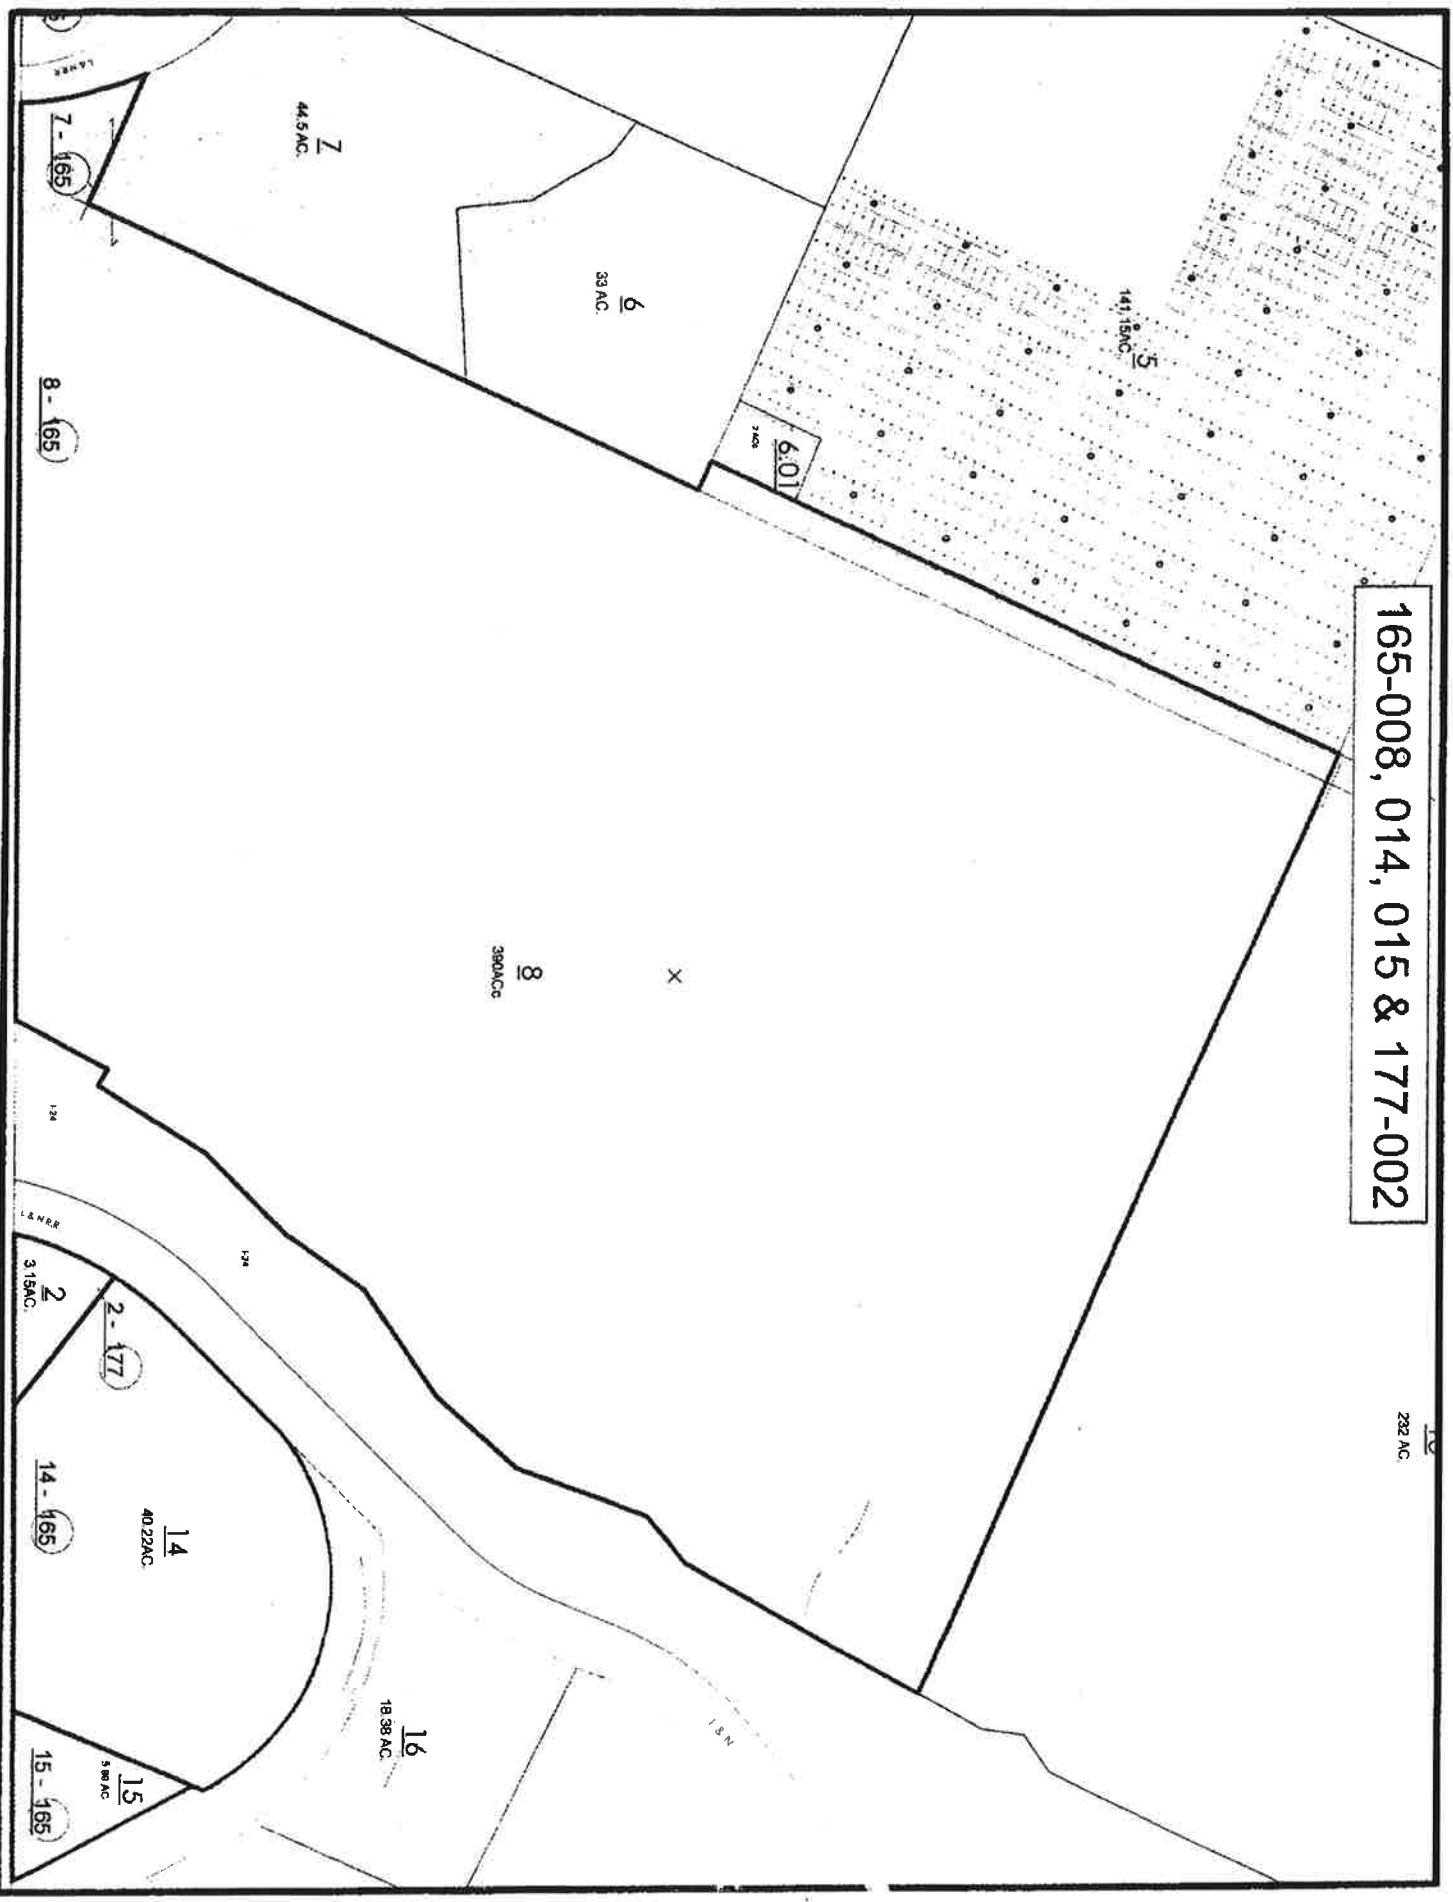 165-008, 014, 015 & 177-002
5
141.15AC.
232 AC.
6.01
6
33 AC.
7
44.5 AC.
L&N RR
7 - 165
8 - 165
8
390ACc
X
I-24
I-24
L & N R.R
2
3.15AC.
2 - 177
14
40.22AC.
14 - 165
16
18.38 AC.
L & N
15
15 - 165